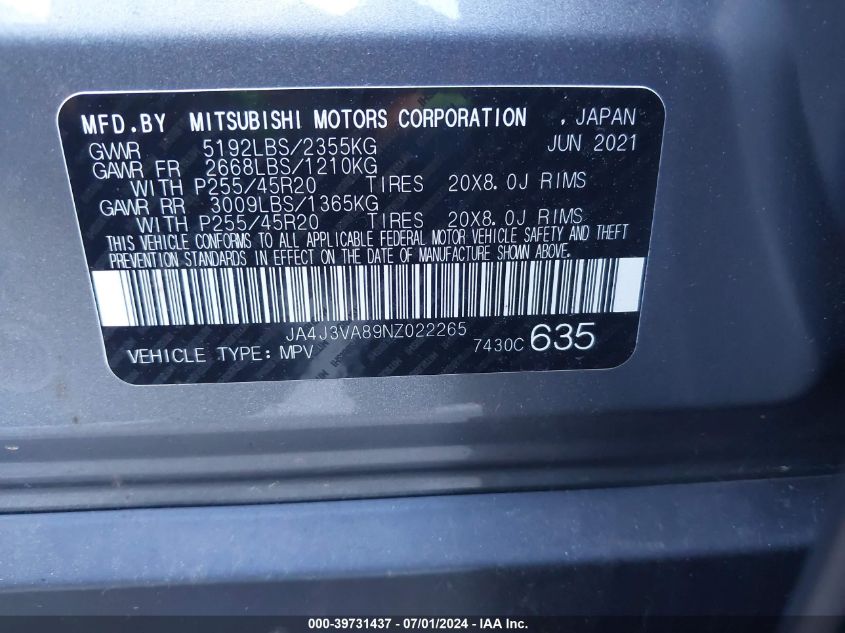 MFD.BY MITSUBISHI MOTORS CORPORATION , JAPAN
GVWR 5192LBS/2355KG JUN 2021
GAWR FR 2668LBS/1210KG
WITH P255/45R20 TIRES 20X8.0J RIMS
GAWR RR 3009LBS/1365KG
WITH P255/45R20 TIRES 20X8.0J RIMS
THIS VEHICLE CONFORMS TO ALL APPLICABLE FEDERAL MOTOR VEHICLE SAFETY AND THEFT
PREVENTION STANDARDS IN EFFECT ON THE DATE OF MANUFACTURE SHOWN ABOVE.
JA4J3VA89NZ022265
VEHICLE TYPE: MPV 7430C 635
000-39731437 - 07/01/2024 - IAAI Inc.